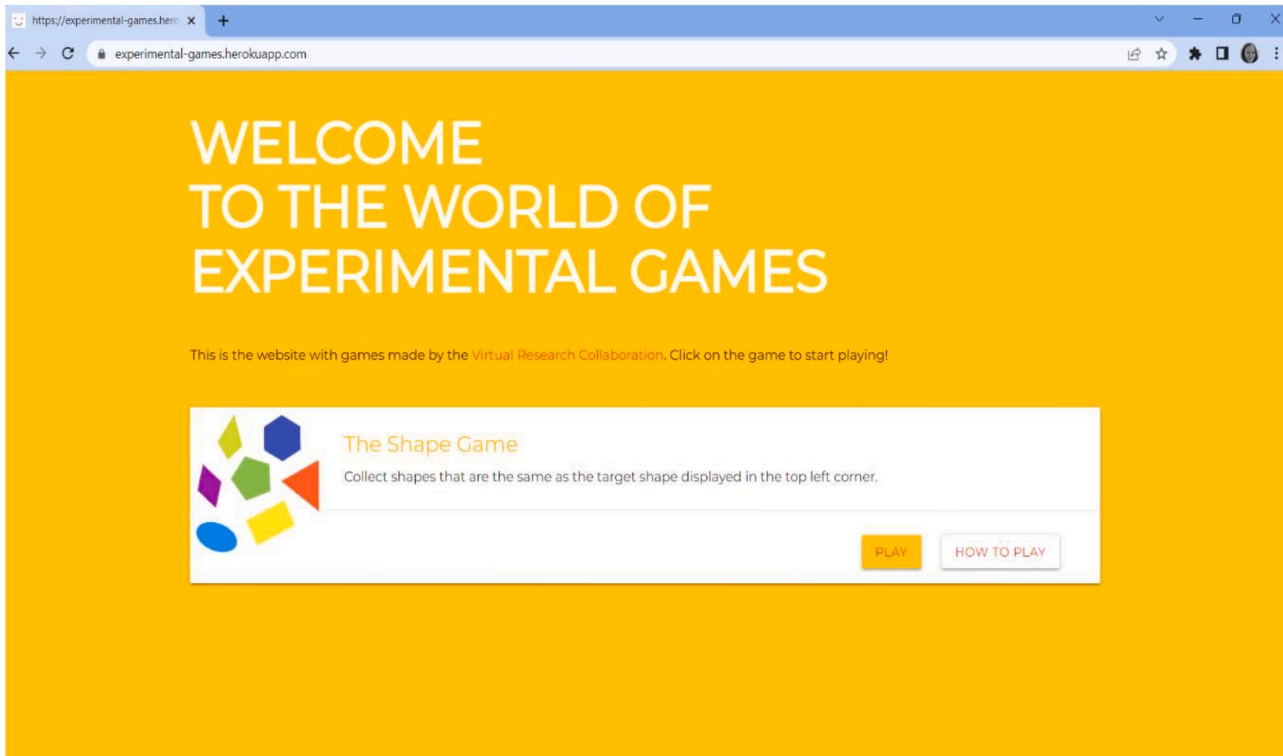 https://experimental-games.hero
experimental-games.herokuapp.com
WELCOME
TO THE WORLD OF
EXPERIMENTAL GAMES
This is the website with games made by the Virtual Research Collaboration. Click on the game to start playing!
The Shape Game
Collect shapes that are the same as the target shape displayed in the top left corner.
PLAY HOW TO PLAY